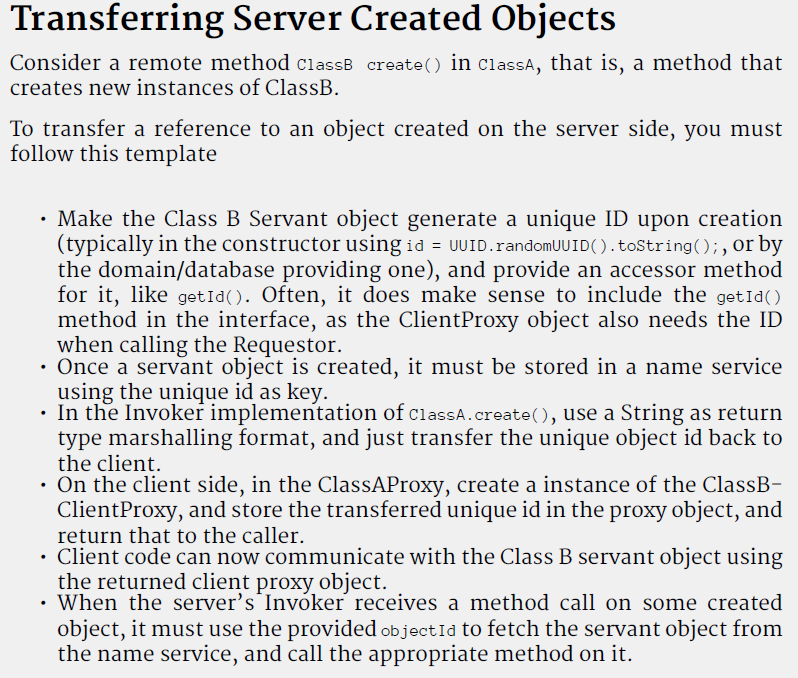 Transferring Server Created Objects
Consider a remote method ClassB create() in ClassA, that is, a method that
creates new instances of ClassB.
To transfer a reference to an object created on the server side, you must
follow this template
• Make the Class B Servant object generate a unique ID upon creation
(typically in the constructor using id = UUID.randomUUID().toString();, or by
the domain/database providing one), and provide an accessor method
for it, like getId(). Often, it does make sense to include the getId()
method in the interface, as the ClientProxy object also needs the ID
when calling the Requestor.
• Once a servant object is created, it must be stored in a name service
using the unique id as key.
• In the Invoker implementation of ClassA.create(), use a String as return
type marshalling format, and just transfer the unique object id back to
the client.
• On the client side, in the ClassAProxy, create a instance of the ClassB-
ClientProxy, and store the transferred unique id in the proxy object, and
return that to the caller.
• Client code can now communicate with the Class B servant object using
the returned client proxy object.
• When the server's Invoker receives a method call on some created
object, it must use the provided objectId to fetch the servant object from
the name service, and call the appropriate method on it.